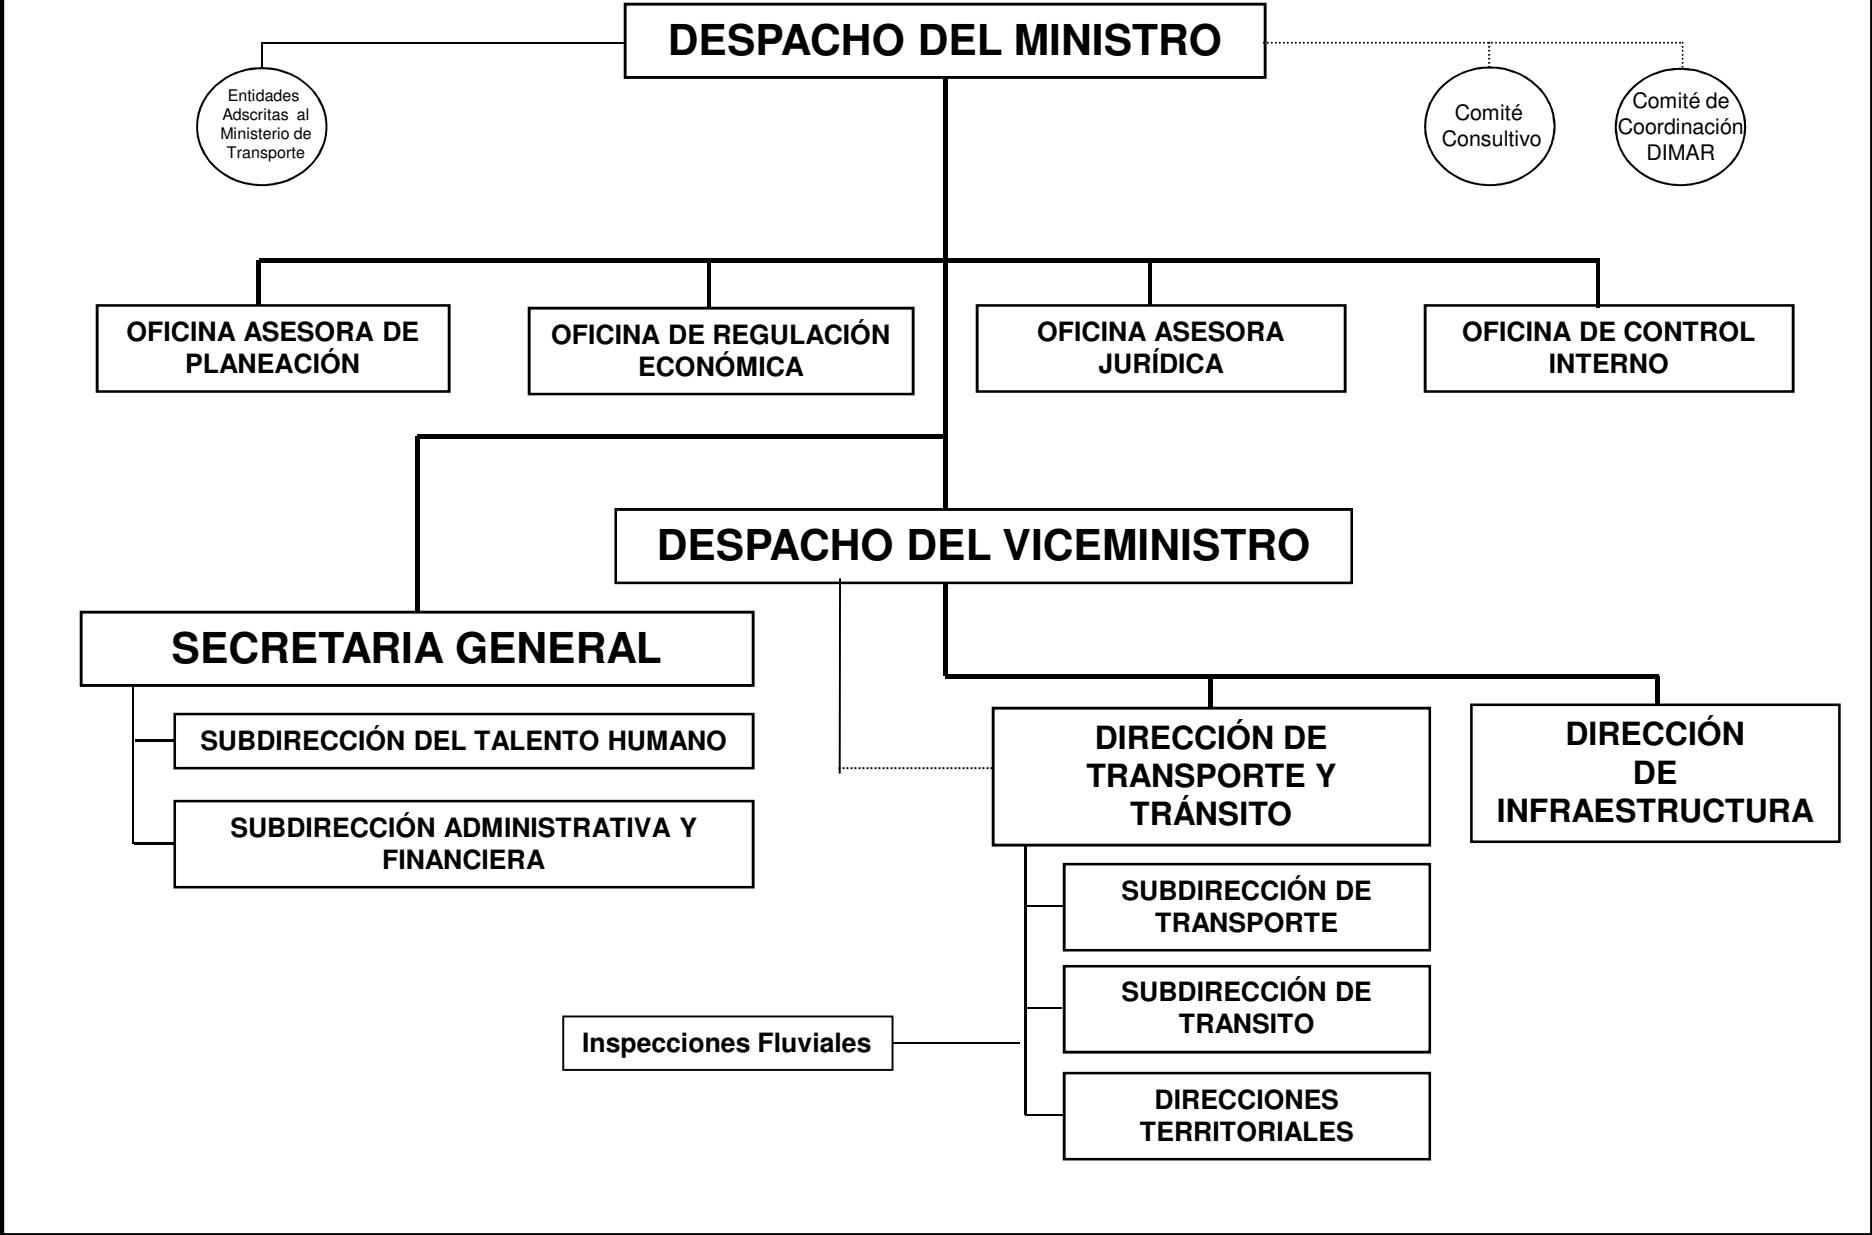 DESPACHO DEL MINISTRO
Entidades
Adscritas al
Ministerio de
Transporte
Comité
Consultivo
Comité de
Coordinación
DIMAR
OFICINA ASESORA DE
PLANEACIÓN
OFICINA DE REGULACIÓN
ECONÓMICA
OFICINA ASESORA
JURÍDICA
OFICINA DE CONTROL
INTERNO
DESPACHO DEL VICEMINISTRO
SECRETARIA GENERAL
SUBDIRECCIÓN DEL TALENTO HUMANO
SUBDIRECCIÓN ADMINISTRATIVA Y
FINANCIERA
DIRECCIÓN DE
TRANSPORTE Y
TRÁNSITO
DIRECCIÓN
DE
INFRAESTRUCTURA
SUBDIRECCIÓN DE
TRANSPORTE
SUBDIRECCIÓN DE
TRANSITO
Inspecciones Fluviales
DIRECCIONES
TERRITORIALES